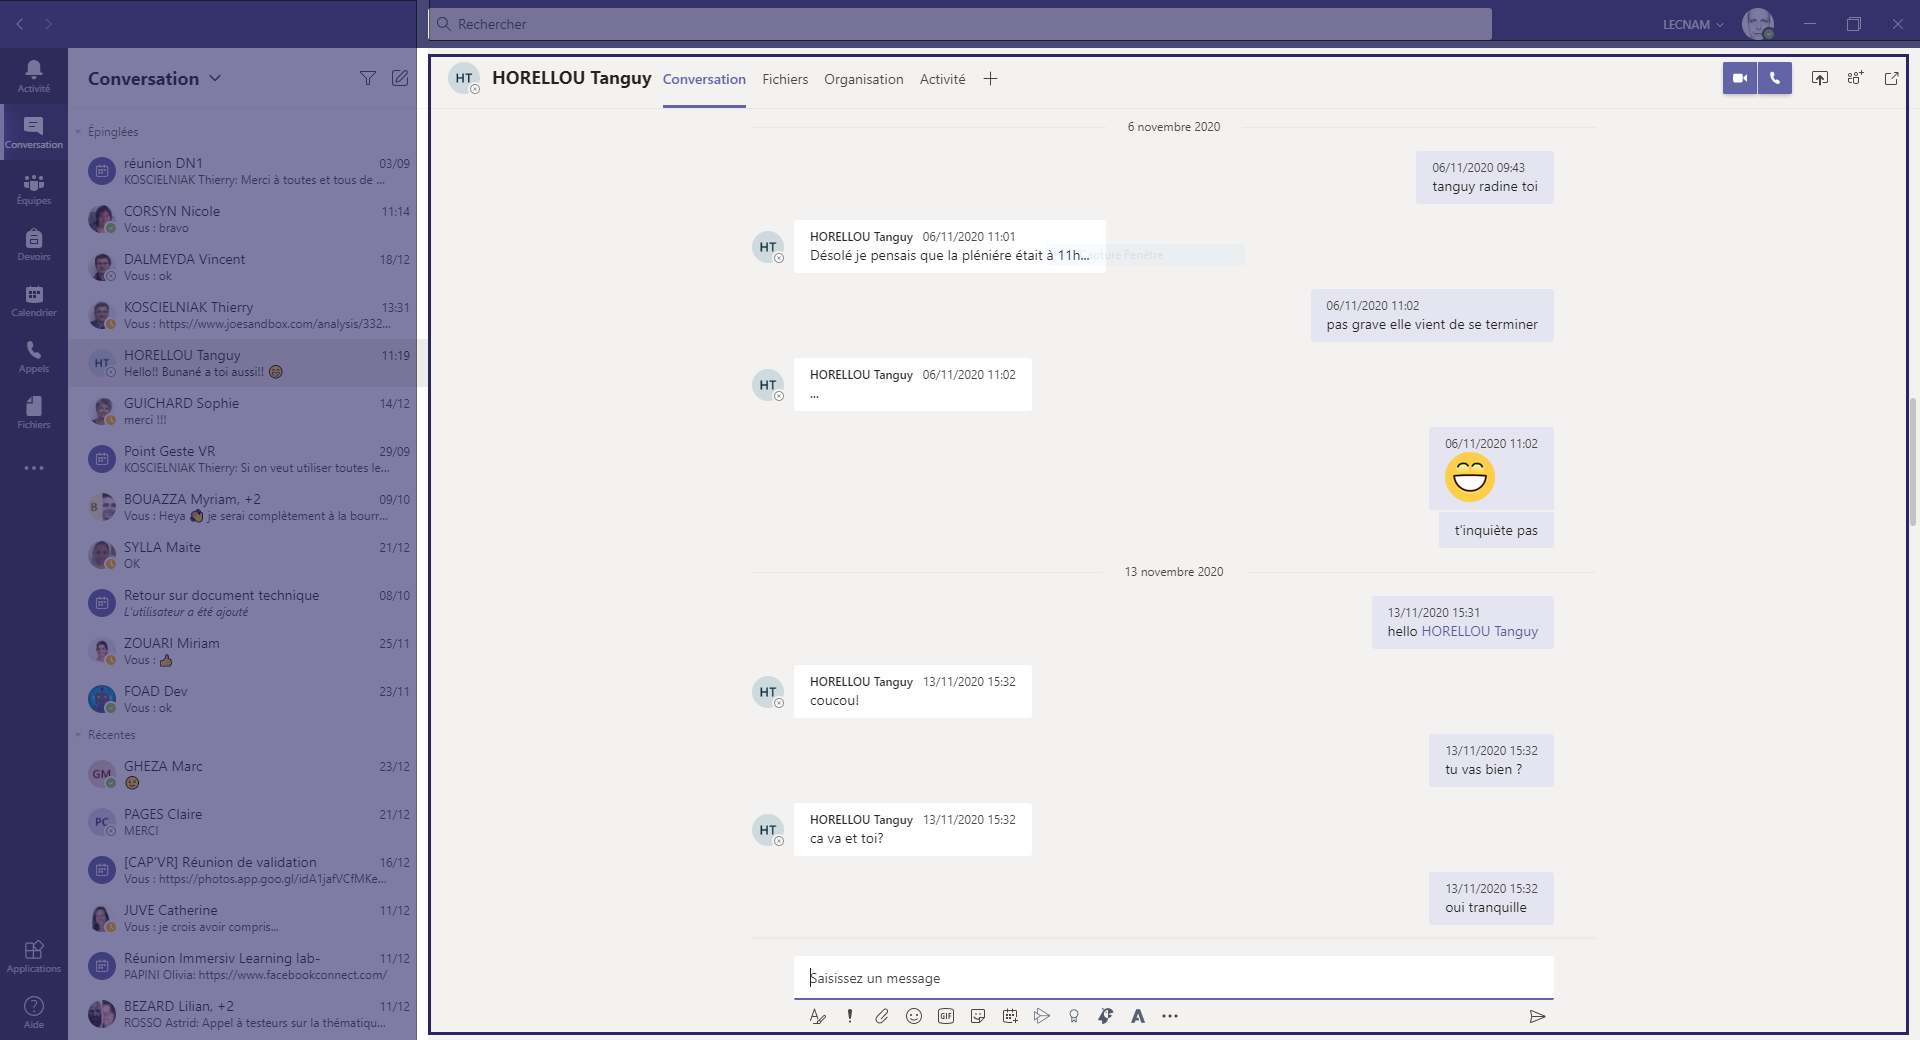 Rechercher
LECNAM
Activité
Conversation
Équipes
Devoirs
Calendrier
Appels
Fichiers
Applications
Aide
Conversation
Épinglées
réunion DN1 03/09
KOSCIELNIAK Thierry: Merci à toutes et tous de ...
CORSYN Nicole 11:14
Vous : bravo
DALMEYDA Vincent 18/12
Vous : ok
KOSCIELNIAK Thierry 13:31
Vous : https://www.joesandbox.com/analysis/332...
HT HORELLOU Tanguy 11:19
Hello!! Bunané a toi aussi!! 😁
GUICHARD Sophie 14/12
merci !!!
Point Geste VR 29/09
KOSCIELNIAK Thierry: Si on veut utiliser toutes le...
B BOUAZZA Myriam, +2 09/10
Vous : Heya 👋 je serai complètement à la bourr...
SYLLA Maite 21/12
OK
Retour sur document technique 08/10
L'utilisateur a été ajouté
ZOUARI Miriam 25/11
Vous : 👍
FOAD Dev 23/11
Vous : ok
Récentes
GM GHEZA Marc 23/12
😉
PC PAGES Claire 21/12
MERCI
[CAP'VR] Réunion de validation 16/12
Vous : https://photos.app.goo.gl/idA1jafVCfMKe...
JUVE Catherine 11/12
Vous : je crois avoir compris...
Réunion Immersiv Learning lab- 11/12
PAPINI Olivia: https://www.facebookconnect.com/
BEZARD Lilian, +2 11/12
ROSSO Astrid: Appel à testeurs sur la thématiqu...
HT HORELLOU Tanguy Conversation Fichiers Organisation Activité
6 novembre 2020
06/11/2020 09:43
tanguy radine toi
HT HORELLOU Tanguy 06/11/2020 11:01
Désolé je pensais que la pléniére était à 11h...
pture Fenêtre
06/11/2020 11:02
pas grave elle vient de se terminer
HT HORELLOU Tanguy 06/11/2020 11:02
...
06/11/2020 11:02
😁
t'inquiète pas
13 novembre 2020
13/11/2020 15:31
hello HORELLOU Tanguy
HT HORELLOU Tanguy 13/11/2020 15:32
coucou!
13/11/2020 15:32
tu vas bien ?
HT HORELLOU Tanguy 13/11/2020 15:32
ca va et toi?
13/11/2020 15:32
oui tranquille
Saisissez un message
GIF